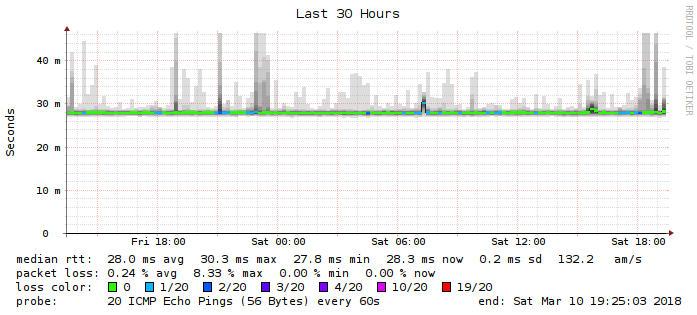 Last 30 Hours
RRDTOOL / TOBI OETIKER
Seconds
40 m
30 m
20 m
10 m
0
Fri 18:00 Sat 00:00 Sat 06:00 Sat 12:00 Sat 18:00
median rtt: 28.0 ms avg 30.3 ms max 27.8 ms min 28.3 ms now 0.2 ms sd 132.2 am/s
packet loss: 0.24 % avg 8.33 % max 0.00 % min 0.00 % now
loss color: 0 1/20 2/20 3/20 4/20 10/20 19/20
probe: 20 ICMP Echo Pings (56 Bytes) every 60s end: Sat Mar 10 19:25:03 2018